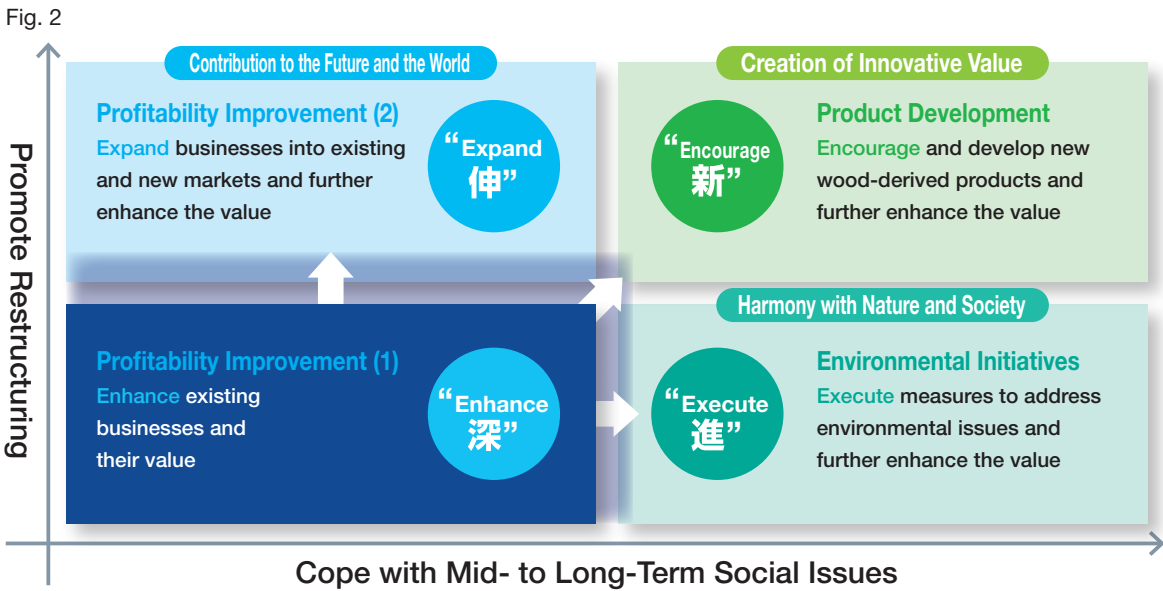 Fig. 2
Promote Restructuring
Contribution to the Future and the World
Profitability Improvement (2)
Expand businesses into existing
and new markets and further
enhance the value
“Expand
伸”
Creation of Innovative Value
“Encourage
新”
Product Development
Encourage and develop new
wood-derived products and
further enhance the value
Profitability Improvement (1)
Enhance existing
businesses and
their value
“Enhance
深”
Harmony with Nature and Society
“Execute
進”
Environmental Initiatives
Execute measures to address
environmental issues and
further enhance the value
Cope with Mid- to Long-Term Social Issues